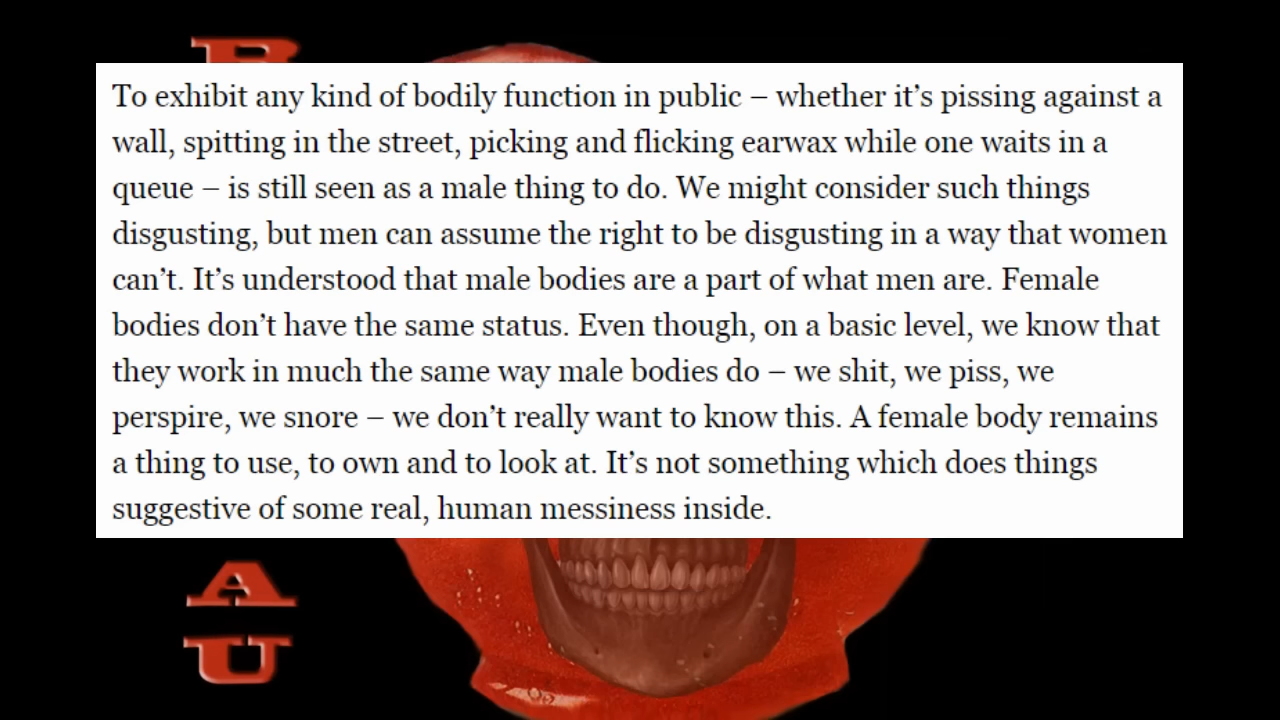 B
To exhibit any kind of bodily function in public – whether it’s pissing against a
wall, spitting in the street, picking and flicking earwax while one waits in a
queue – is still seen as a male thing to do. We might consider such things
disgusting, but men can assume the right to be disgusting in a way that women
can’t. It’s understood that male bodies are a part of what men are. Female
bodies don’t have the same status. Even though, on a basic level, we know that
they work in much the same way male bodies do – we shit, we piss, we
perspire, we snore – we don’t really want to know this. A female body remains
a thing to use, to own and to look at. It’s not something which does things
suggestive of some real, human messiness inside.
A
U